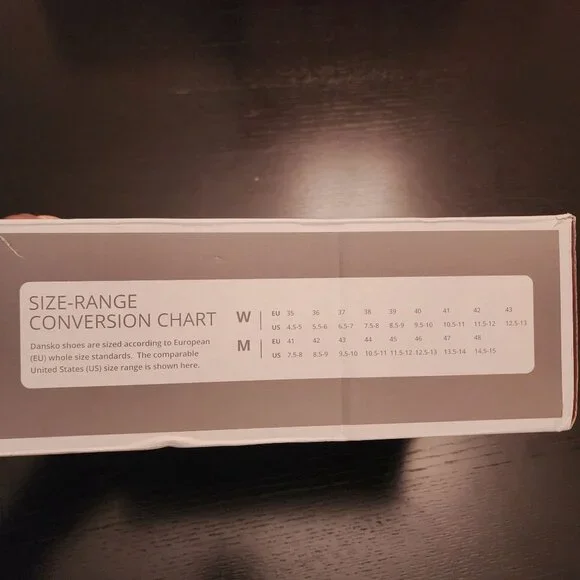 SIZE-RANGE
CONVERSION CHART
Dansko shoes are sized according to European
(EU) whole size standards. The comparable
United States (US) size range is shown here.
W EU 35 36 37 38 39 40 41 42 43
US 4.5-5 5.5-6 6.5-7 7.5-8 8.5-9 9.5-10 10.5-11 11.5-12 12.5-13
M EU 41 42 43 44 45 46 47 48
US 7.5-8 8.5-9 9.5-10 10.5-11 11.5-12 12.5-13 13.5-14 14.5-15